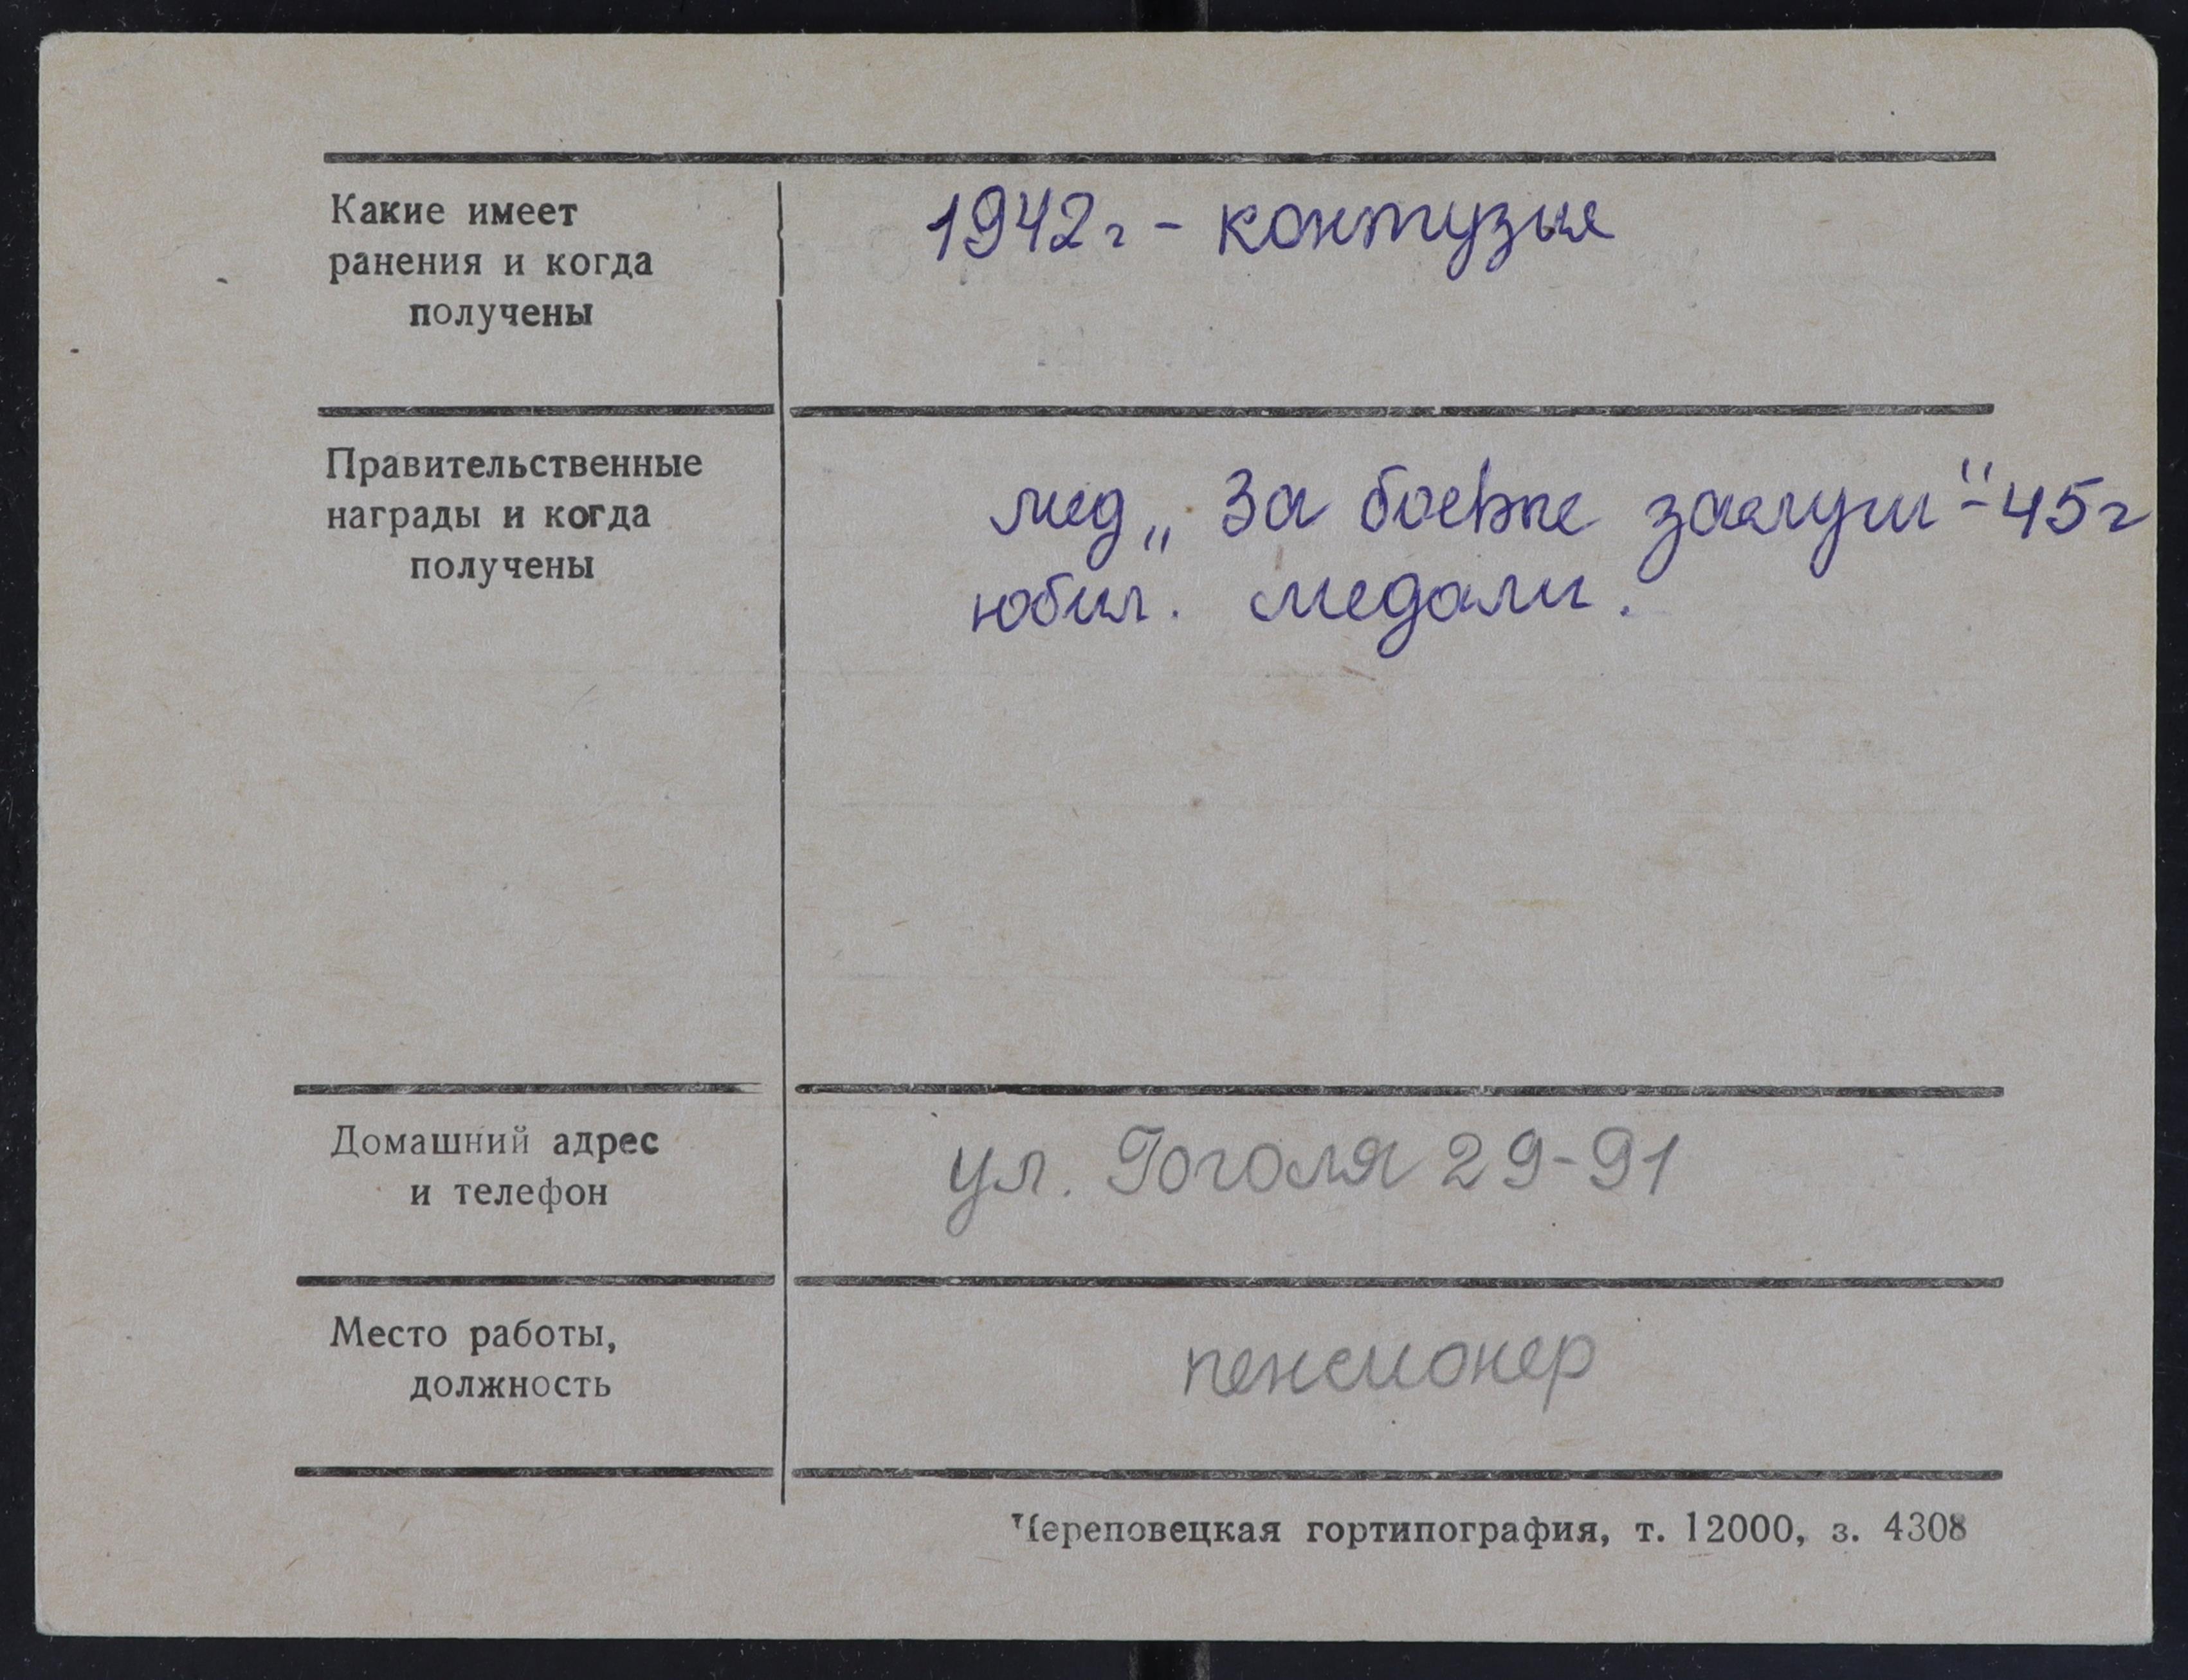 Какие имеет
ранения и когда
получены
1942г - контузия
Правительственные
награды и когда
получены
мед „За боевые заслуги“ - 45г
юбил. медали.
Домашний адрес
и телефон
ул. Гоголя 29-91
Место работы,
должность
пенсионер
Череповецкая гортипография, т. 12000, з. 4308